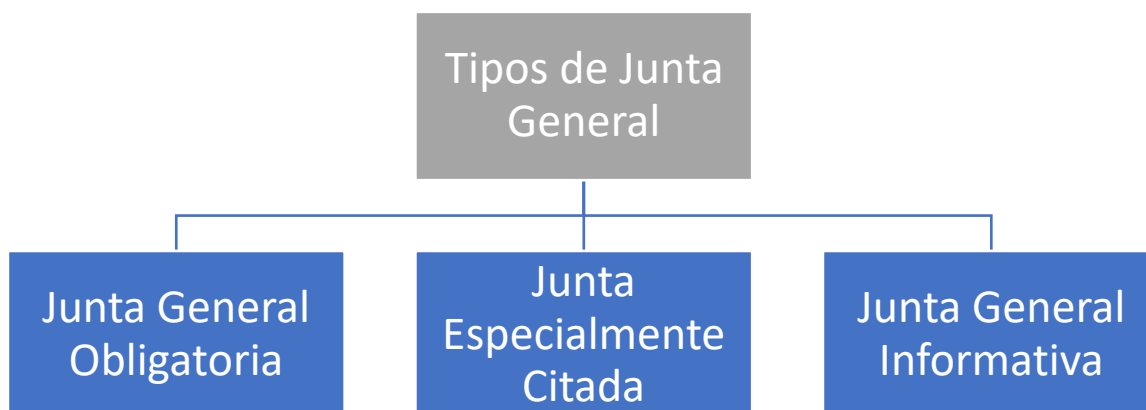 Tipos de Junta
General
Junta General
Obligatoria
Junta
Especialmente
Citada
Junta General
Informativa